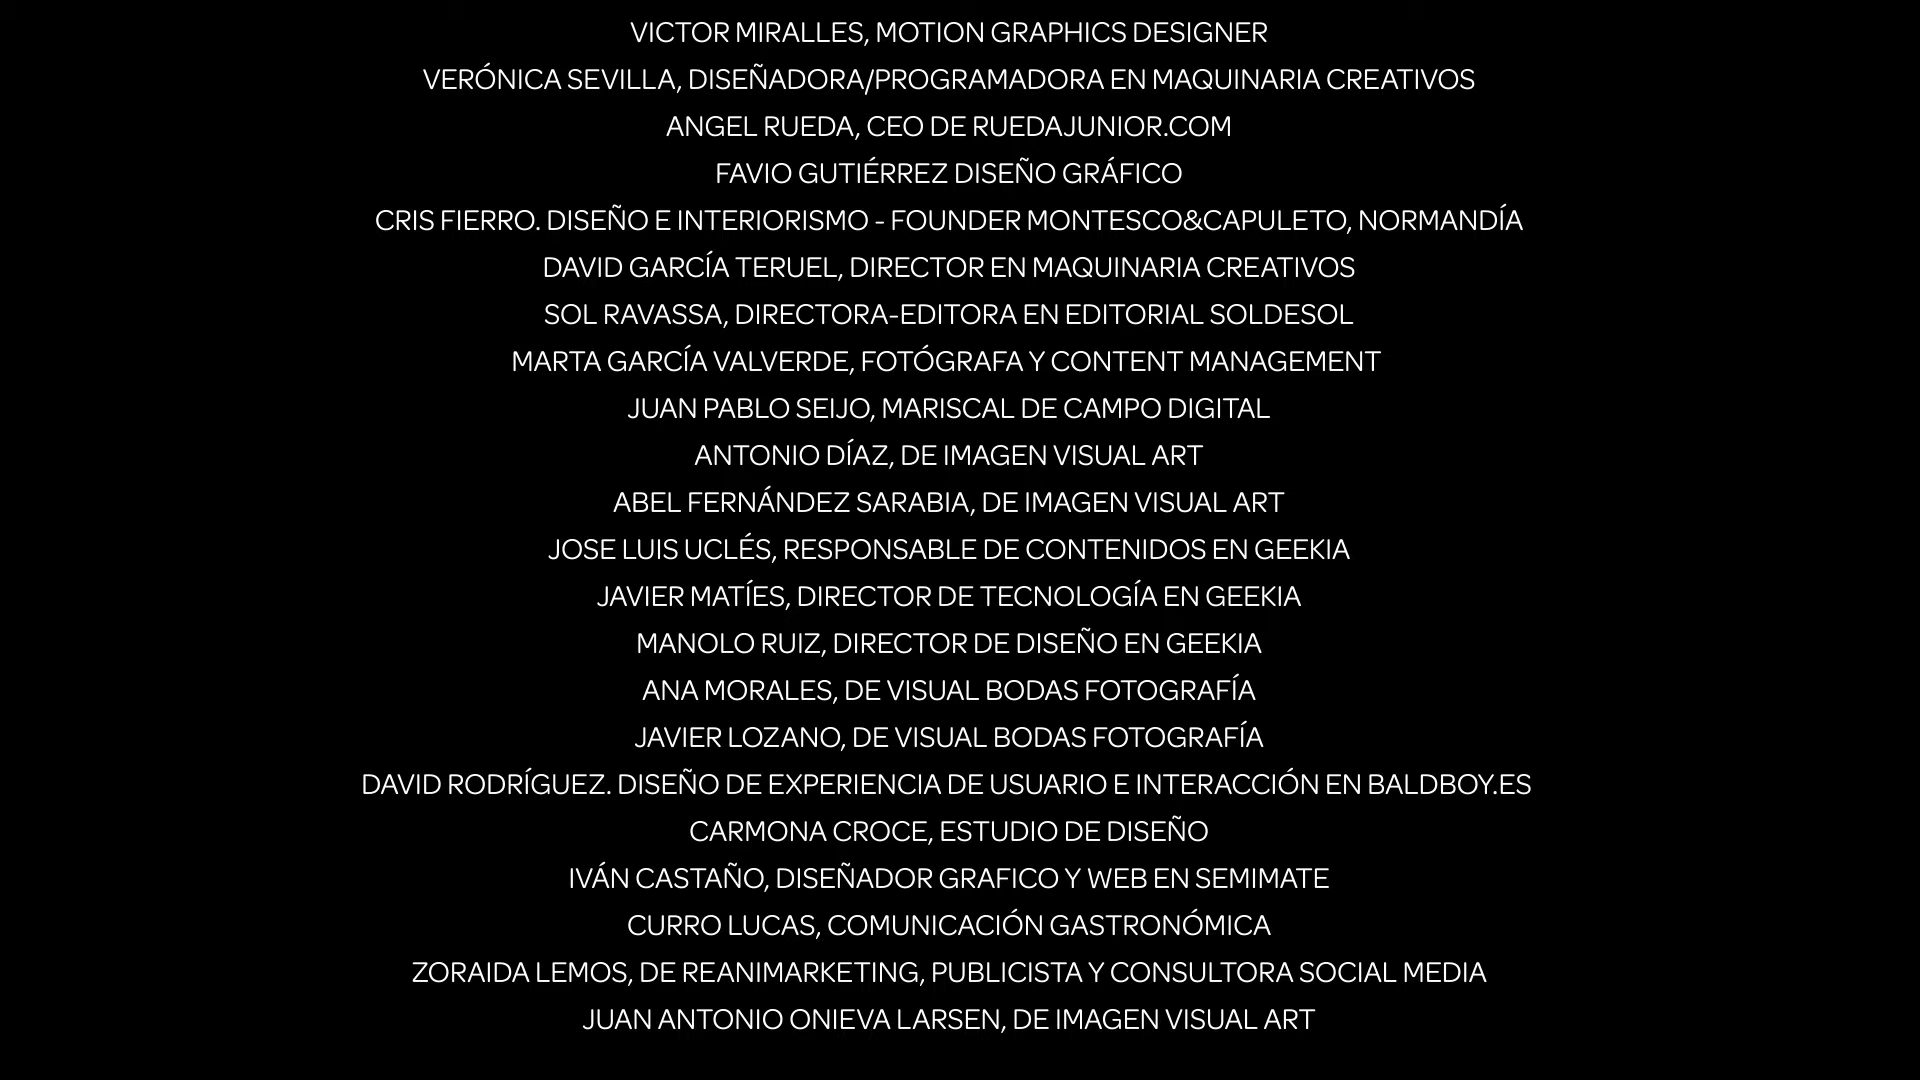 VICTOR MIRALLES, MOTION GRAPHICS DESIGNER
VERÓNICA SEVILLA, DISEÑADORA/PROGRAMADORA EN MAQUINARIA CREATIVOS
ANGEL RUEDA, CEO DE RUEDAJUNIOR.COM
FAVIO GUTIÉRREZ DISEÑO GRÁFICO
CRIS FIERRO. DISEÑO E INTERIORISMO - FOUNDER MONTESCO&CAPULETO, NORMANDÍA
DAVID GARCÍA TERUEL, DIRECTOR EN MAQUINARIA CREATIVOS
SOL RAVASSA, DIRECTORA-EDITORA EN EDITORIAL SOLDESOL
MARTA GARCÍA VALVERDE, FOTÓGRAFA Y CONTENT MANAGEMENT
JUAN PABLO SEIJO, MARISCAL DE CAMPO DIGITAL
ANTONIO DÍAZ, DE IMAGEN VISUAL ART
ABEL FERNÁNDEZ SARABIA, DE IMAGEN VISUAL ART
JOSE LUIS UCLÉS, RESPONSABLE DE CONTENIDOS EN GEEKIA
JAVIER MATÍES, DIRECTOR DE TECNOLOGÍA EN GEEKIA
MANOLO RUIZ, DIRECTOR DE DISEÑO EN GEEKIA
ANA MORALES, DE VISUAL BODAS FOTOGRAFÍA
JAVIER LOZANO, DE VISUAL BODAS FOTOGRAFÍA
DAVID RODRÍGUEZ. DISEÑO DE EXPERIENCIA DE USUARIO E INTERACCIÓN EN BALDBOY.ES
CARMONA CROCE, ESTUDIO DE DISEÑO
IVÁN CASTAÑO, DISEÑADOR GRAFICO Y WEB EN SEMIMATE
CURRO LUCAS, COMUNICACIÓN GASTRONÓMICA
ZORAIDA LEMOS, DE REANIMARKETING, PUBLICISTA Y CONSULTORA SOCIAL MEDIA
JUAN ANTONIO ONIEVA LARSEN, DE IMAGEN VISUAL ART